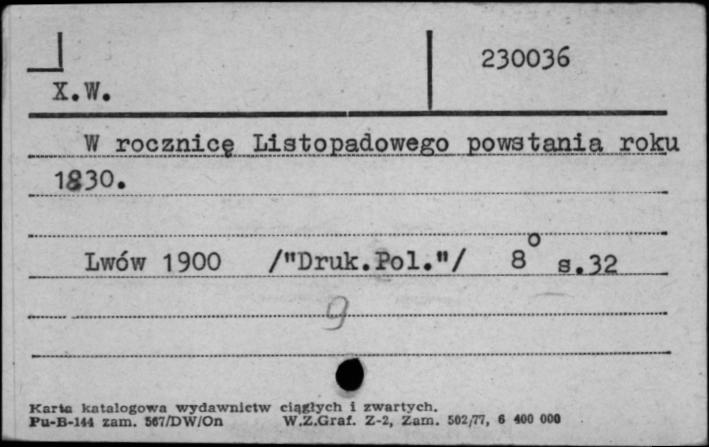 230036
X.W.
W rocznicę Listopadowego powstania roku
1830.
Lwów 1900 /"Druk.Pol."/ 8° s.32
9
Karta katalogowa wydawnictw ciągłych i zwartych.
Pu-B-144 zam. 567/DW/On W.Z.Graf. Z-2, Zam. 502/77, 6 400 000